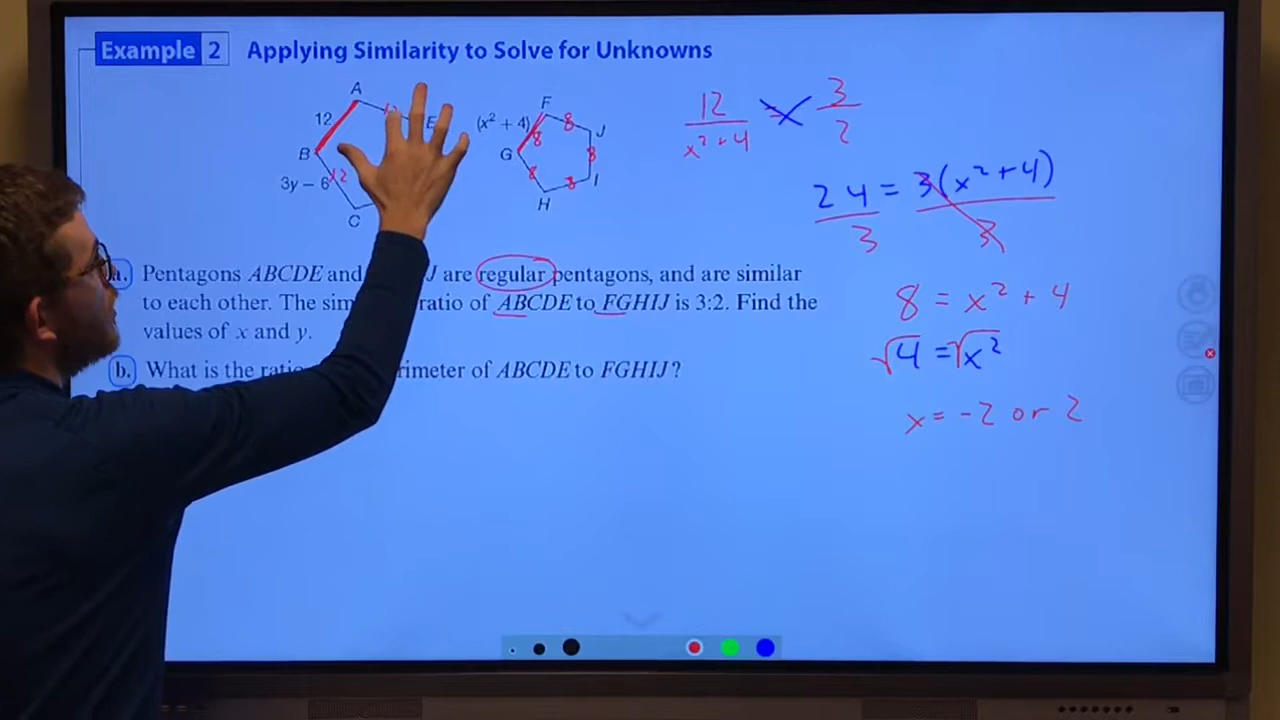 Example 2 Applying Similarity to Solve for Unknowns
A
12
B
3y – 6
12
C
E
(x² + 4)
F
8
8
J
G
8
8
8
I
H
12/x² + 4 = 3/2
24 = 3(x² + 4)
3 3
8 = x² + 4
√4 = √x²
x = -2 or 2
a. Pentagons ABCDE and J are regular pentagons, and are similar
to each other. The sim ratio of ABCDE to FGHIJ is 3:2. Find the
values of x and y.
b. What is the rimeter of ABCDE to FGHIJ?